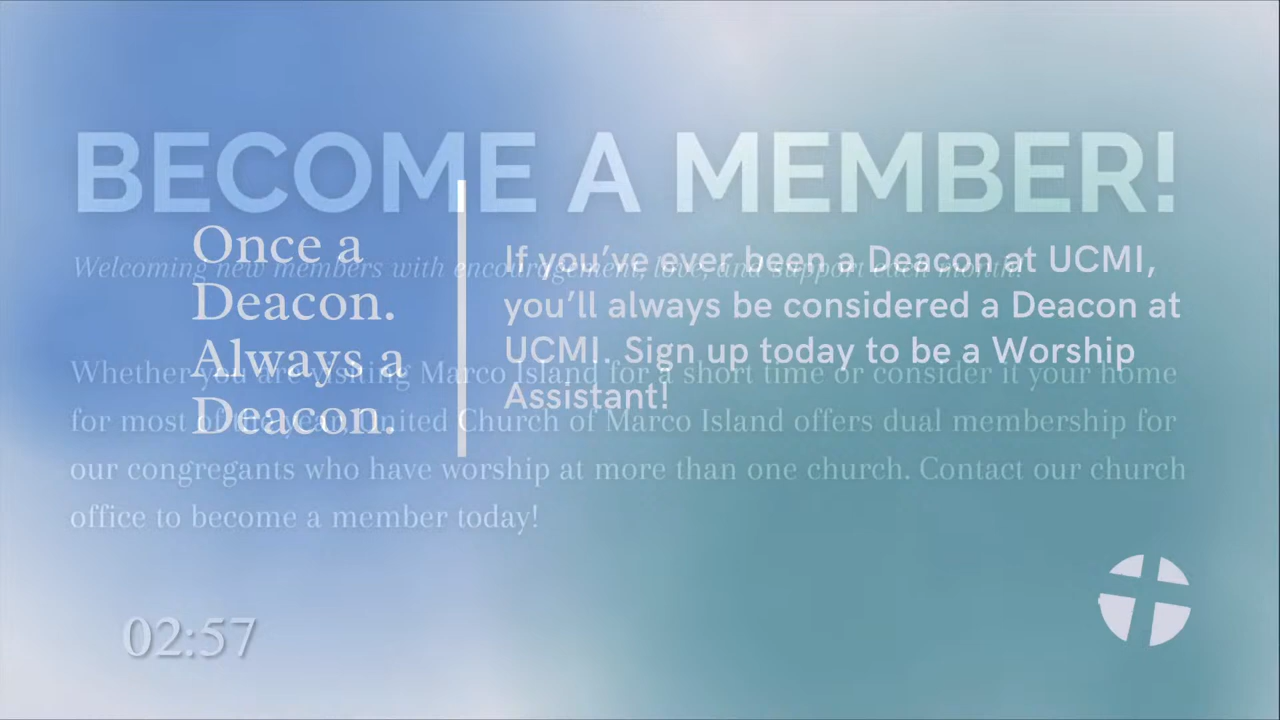 BECOME A MEMBER!
Welcoming new members with encouragement, love, and support each month!
Whether you are visiting Marco Island for a short time or consider it your home
for most of the year, United Church of Marco Island offers dual membership for
our congregants who have worship at more than one church. Contact our church
office to become a member today!
Once a
Deacon.
Always a
Deacon.
If you’ve ever been a Deacon at UCMI,
you’ll always be considered a Deacon at
UCMI. Sign up today to be a Worship
Assistant!
02:57